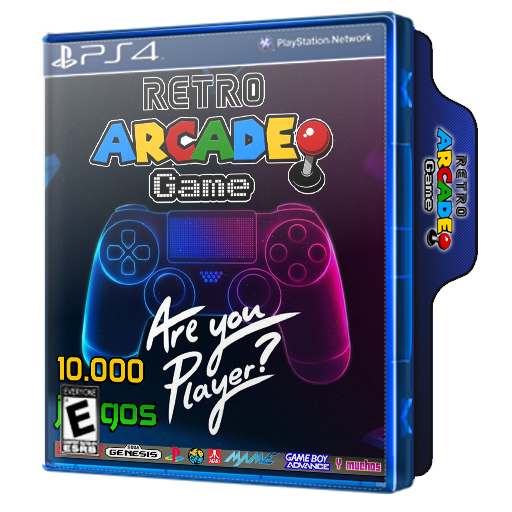 PS4 PlayStation.Network
RETRO
ARCADE
Game
Are you
Player?
10.000
EVERYONE
E
ESRB
SEGA
GENESIS
ATARI
MAME
GAME BOY
ADVANCE
Y muchos
RETRO
ARCADE
Game